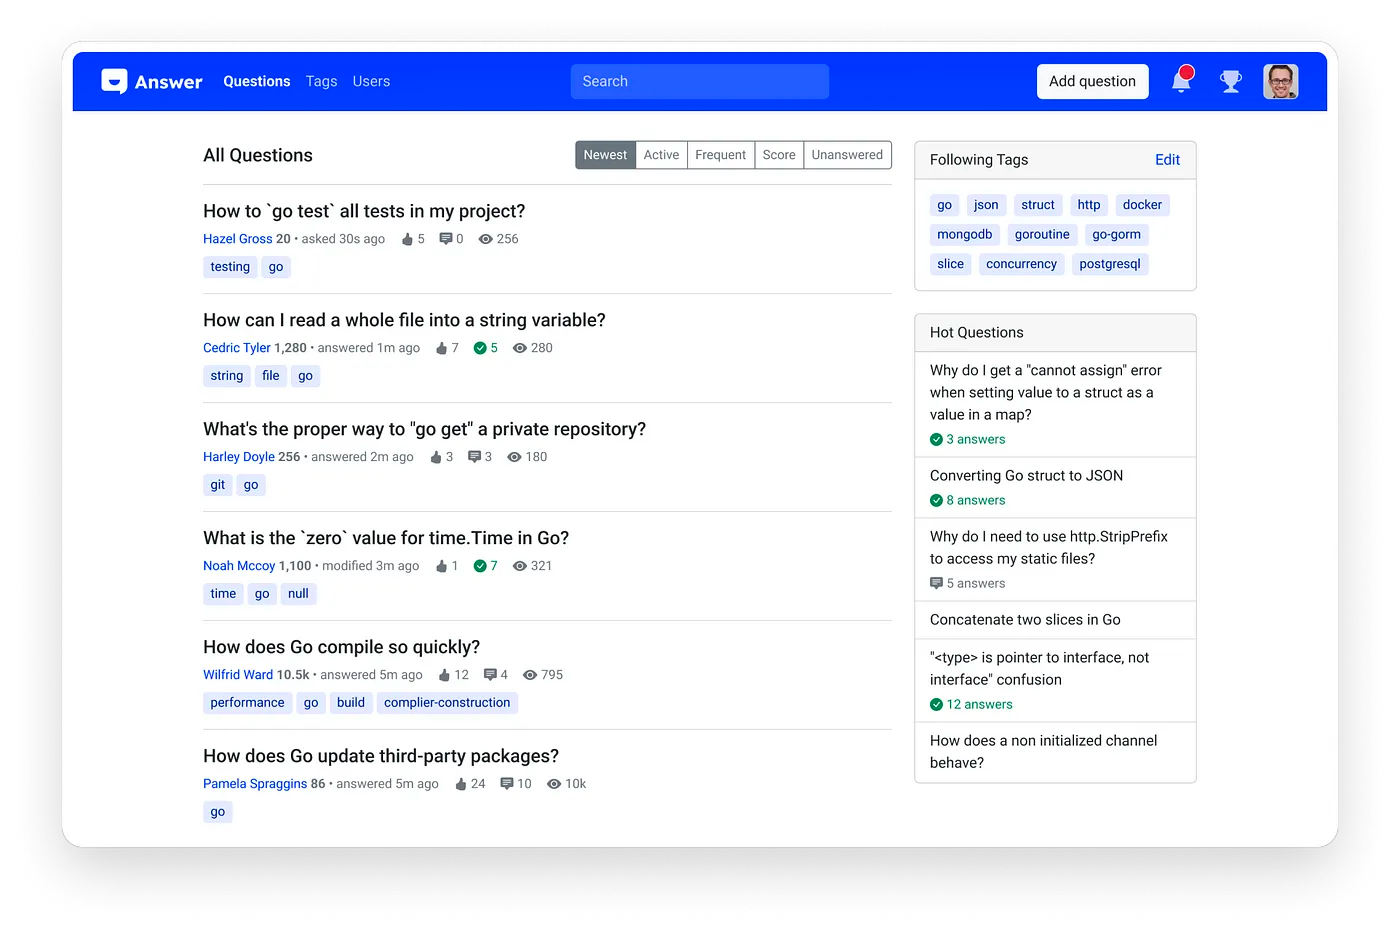 Answer Questions Tags Users Search Add question
All Questions Newest Active Frequent Score Unanswered
How to `go test` all tests in my project?
Hazel Gross 20 • asked 30s ago 5 0 256
testing go
How can I read a whole file into a string variable?
Cedric Tyler 1,280 • answered 1m ago 7 5 280
string file go
What's the proper way to "go get" a private repository?
Harley Doyle 256 • answered 2m ago 3 3 180
git go
What is the `zero` value for time.Time in Go?
Noah Mccoy 1,100 • modified 3m ago 1 7 321
time go null
How does Go compile so quickly?
Wilfrid Ward 10.5k • answered 5m ago 12 4 795
performance go build complier-construction
How does Go update third-party packages?
Pamela Spraggins 86 • answered 5m ago 24 10 10k
go
Following Tags Edit
go json struct http docker
mongodb goroutine go-gorm
slice concurrency postgresql
Hot Questions
Why do I get a "cannot assign" error
when setting value to a struct as a
value in a map?
3 answers
Converting Go struct to JSON
8 answers
Why do I need to use http.StripPrefix
to access my static files?
5 answers
Concatenate two slices in Go
"<type> is pointer to interface, not
interface" confusion
12 answers
How does a non initialized channel
behave?